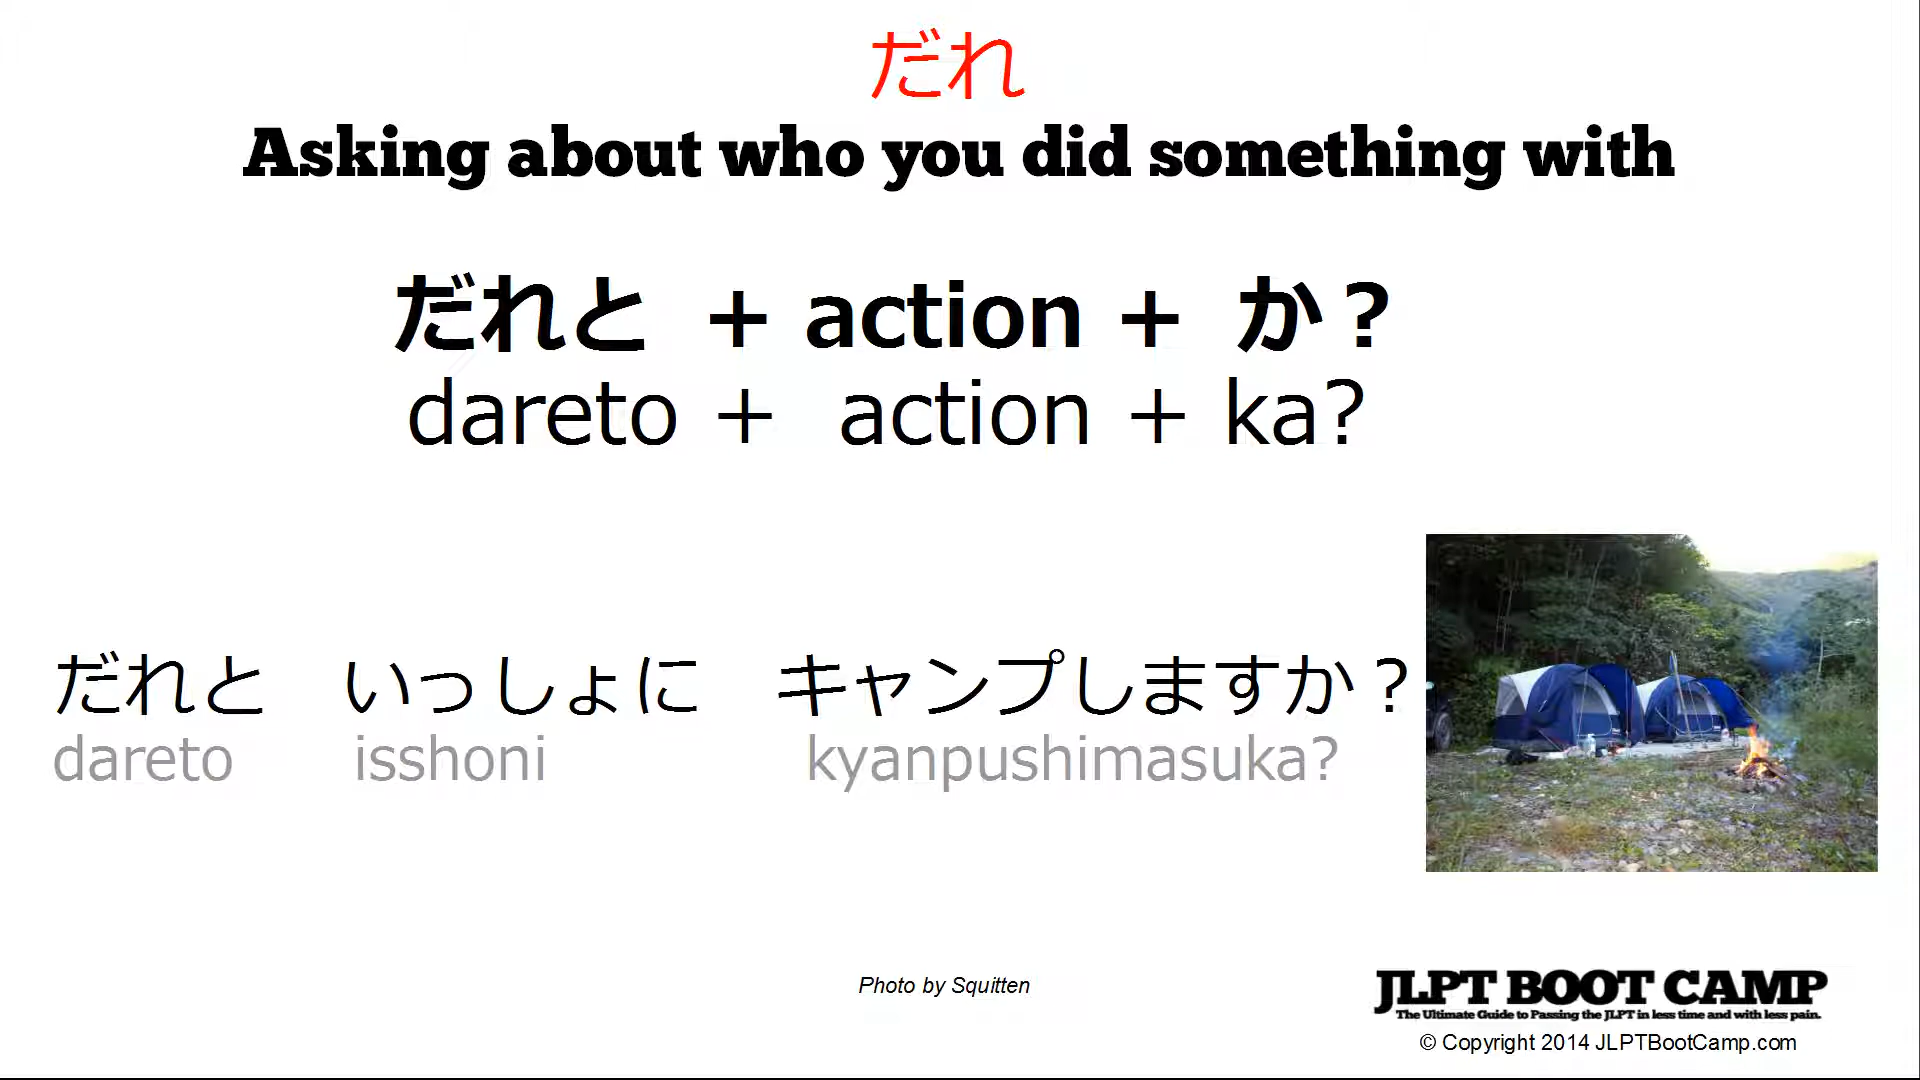 だれ
Asking about who you did something with
だれと + action + か？
dareto + action + ka?
だれと いっしょに キャンプしますか？
dareto isshoni kyanpushimasuka?
Photo by Squitten
JLPT BOOT CAMP
The Ultimate Guide to Passing the JLPT in less time and with less pain.
© Copyright 2014 JLPTBootCamp.com